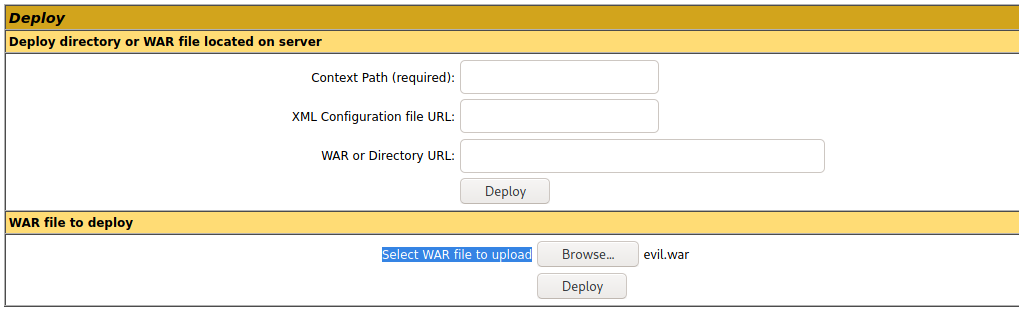 Deploy
Deploy directory or WAR file located on server
Context Path (required):
XML Configuration file URL:
WAR or Directory URL:
Deploy
WAR file to deploy
Select WAR file to upload Browse... evil.war
Deploy